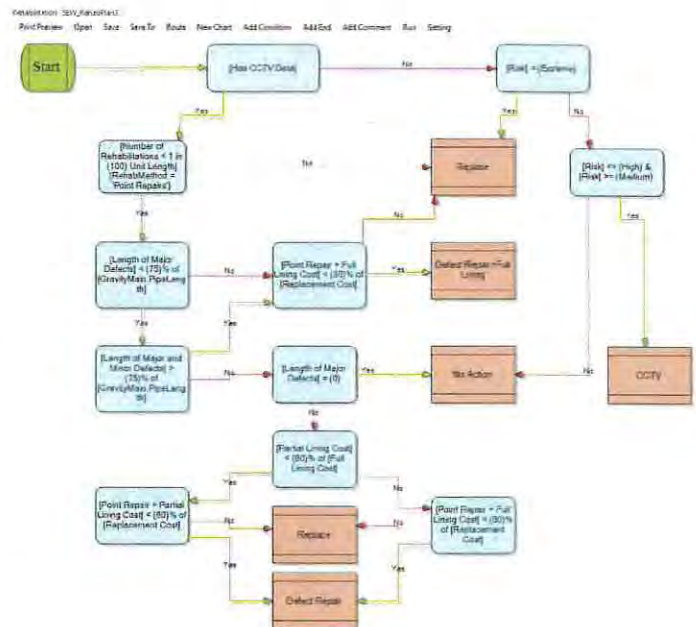 Print Preview Open Save Save To Route New Chart Add Condition Add End Add Comment Run Setting
Start
[Has CCTV Data]
No
[Risk] = (Extreme)
Yes
Yes
No
[Number of
Rehabilitations < 1 in
(100) Unit Length]
[RehabMethod =
'Point Repairs']
No
Replace
[Risk] <= (High) &
[Risk] >= (Medium)
Yes
No
Yes
[Length of Major
Defects] < (75)% of
[GravityMain.PipeLeng
th]
No
[Point Repair + Full
Lining Cost] < (80)% of
[Replacement Cost]
Yes
Defect Repair+Full
Lining
Yes
Yes
[Length of Major and
Minor Defects] >
(75)% of
[GravityMain.PipeLeng
th]
No
[Length of Major
Defects] = (0)
Yes
No Action
No
CCTV
No
[Partial Lining Cost]
< (80)% of [Full
Lining Cost]
Yes
No
[Point Repair + Partial
Lining Cost] < (80)% of
[Replacement Cost]
No
Replace
No
[Point Repair + Full
Lining Cost] < (80)%
of [Replacement
Cost]
Yes
Yes
Defect Repair